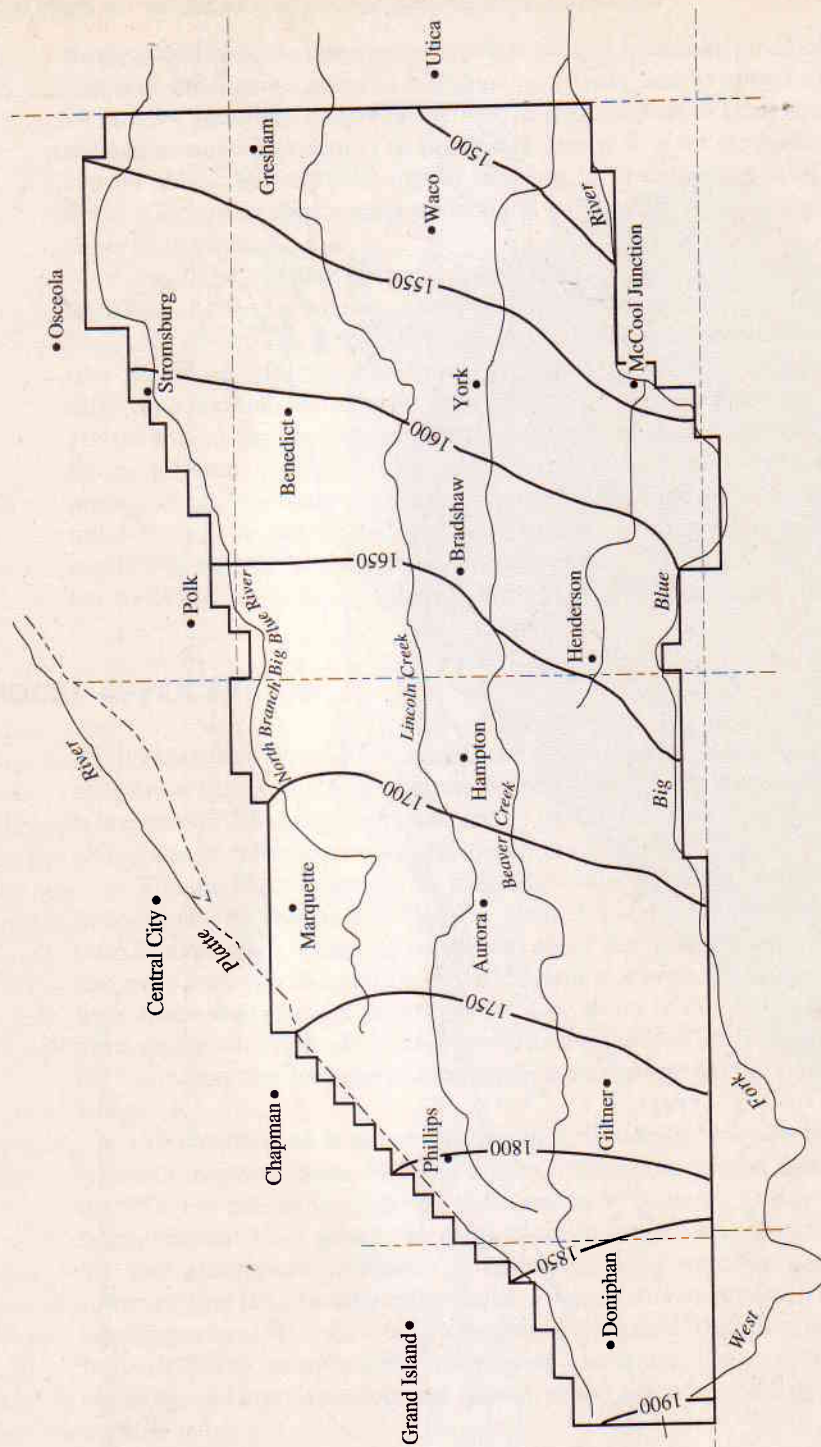 Osceola
Utica
Stromsburg
Gresham
Polk
Benedict
Waco
1500
River
1550
York
McCool Junction
1600
Bradshaw
1650
North Branch Big Blue River
Lincoln Creek
Henderson
Blue
Big
River
Central City
Platte
Marquette
1700
Hampton
Beaver Creek
Aurora
1750
Chapman
Phillips
1800
Giltner
Fork
Grand Island
1850
Doniphan
West
1900